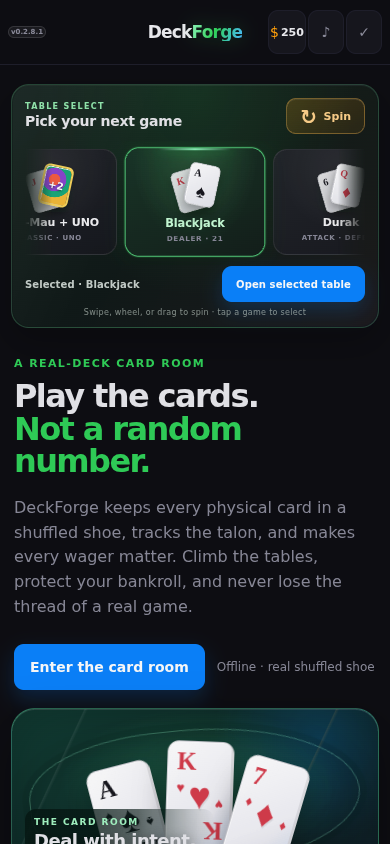 v0.2.8.1
DeckForge
$ 250
TABLE SELECT
Pick your next game
Spin
+2
K
A
6
Q
-Mau + UNO
Blackjack
Durak
ASSIC · UNO
DEALER · 21
ATTACK · DEF
Selected · Blackjack
Open selected table
Swipe, wheel, or drag to spin · tap a game to select
A REAL-DECK CARD ROOM
Play the cards.
Not a random
number.
DeckForge keeps every physical card in a
shuffled shoe, tracks the talon, and makes
every wager matter. Climb the tables,
protect your bankroll, and never lose the
thread of a real game.
Enter the card room
Offline · real shuffled shoe
A
K
7
THE CARD ROOM
Deal with intent
K